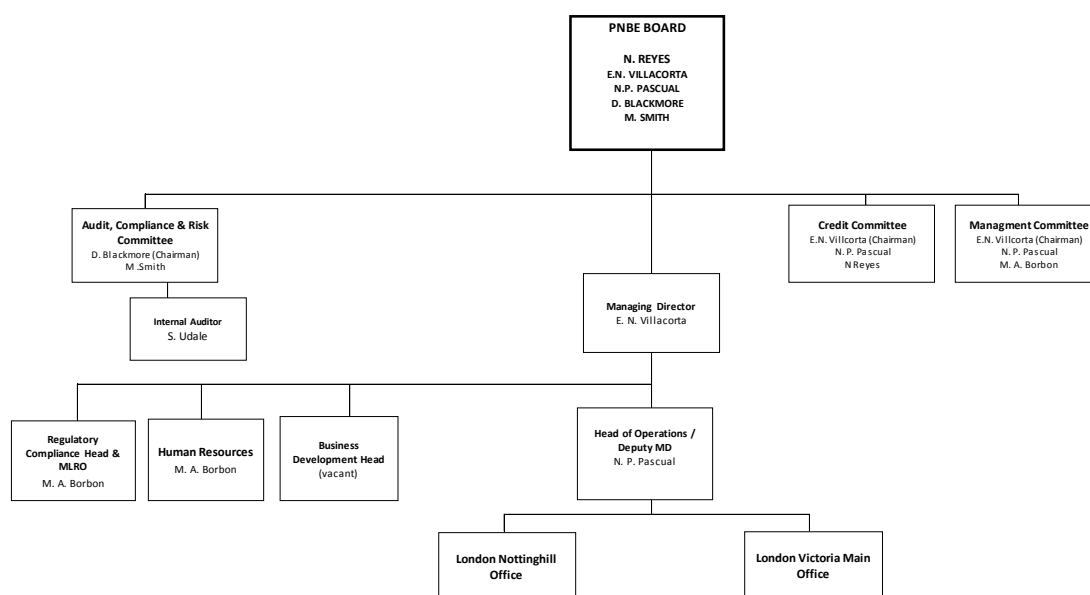 PNBE BOARD
N. REYES
E.N. VILLACORTA
N.P. PASCUAL
D. BLACKMORE
M. SMITH
Audit, Compliance & Risk
Committee
D. Blackmore (Chairman)
M .Smith
Credit Committee
E.N. Villcorta (Chairman)
N. P. Pascual
N Reyes
Managment Committee
E.N. Villcorta (Chairman)
N. P. Pascual
M. A. Borbon
Internal Auditor
S. Udale
Managing Director
E. N. Villacorta
Regulatory
Compliance Head &
MLRO
M. A. Borbon
Human Resources
M. A. Borbon
Business
Development Head
(vacant)
Head of Operations /
Deputy MD
N. P. Pascual
London Nottinghill
Office
London Victoria Main
Office